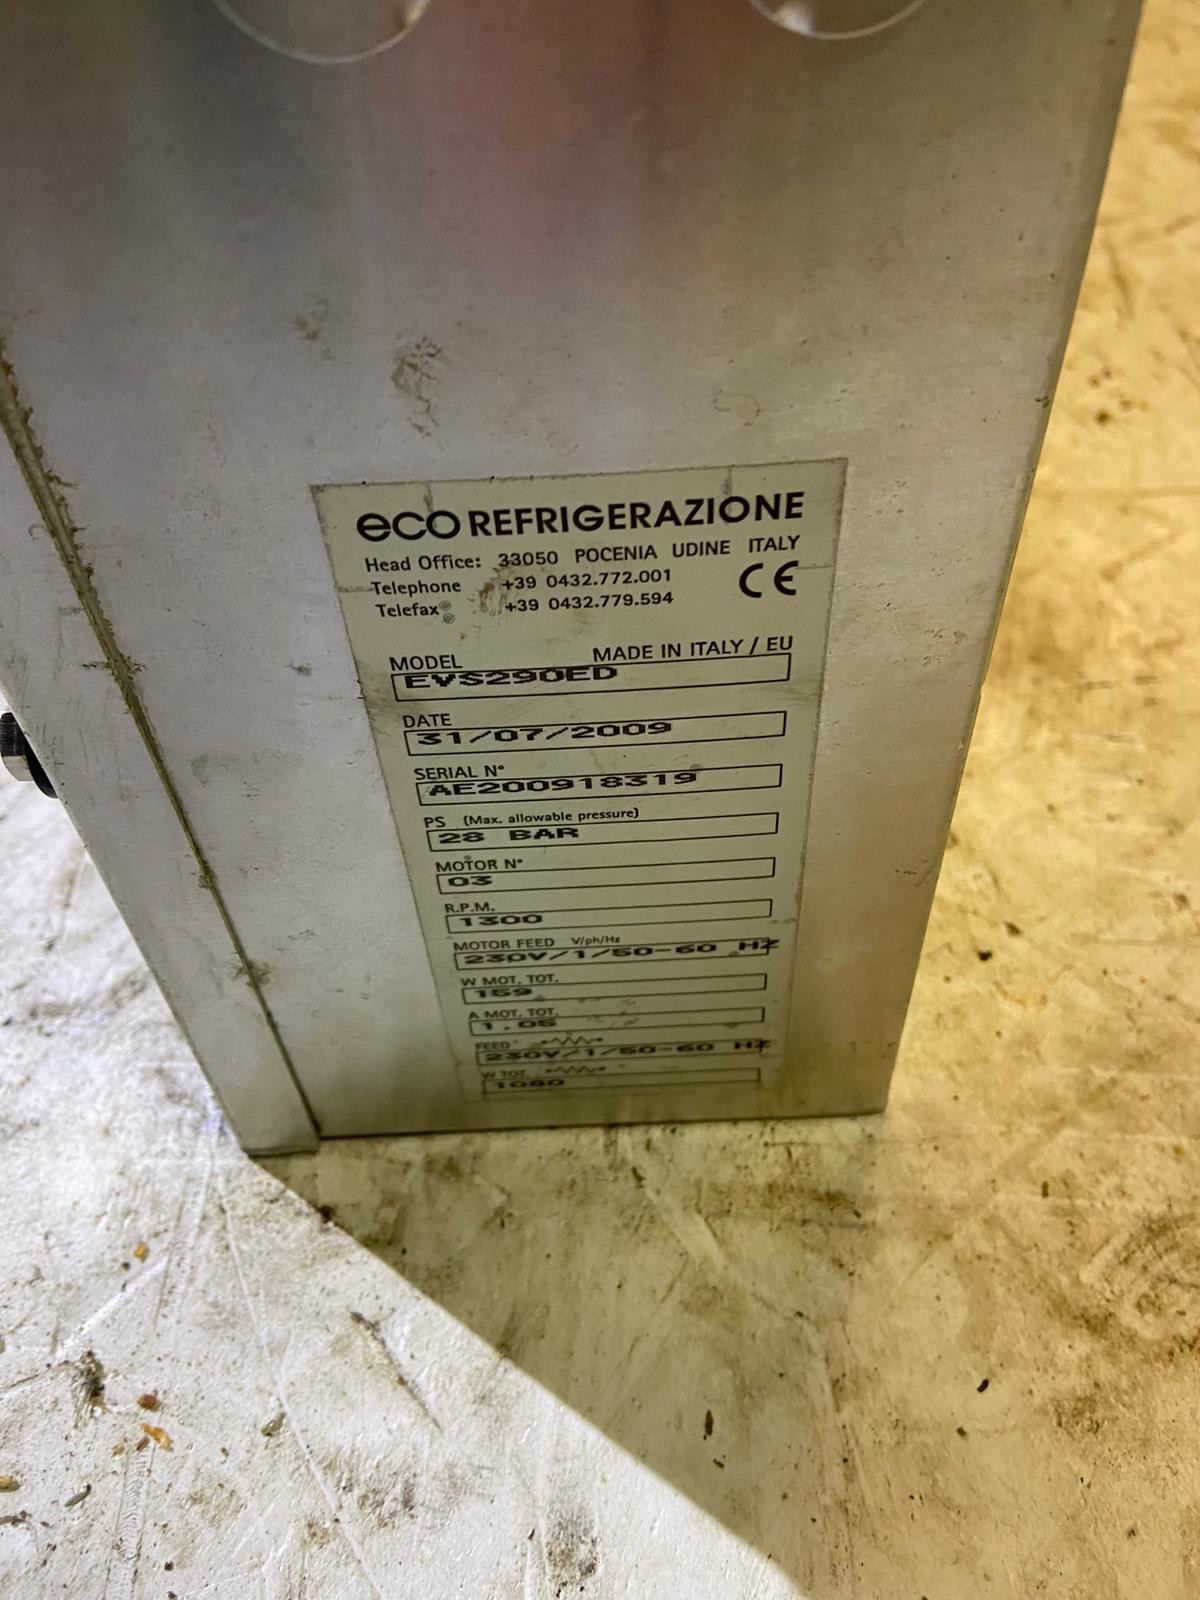 eco REFRIGERAZIONE
Head Office: 33050 POCENIA UDINE ITALY
Telephone +39 0432.772.001
Telefax +39 0432.779.594
CE
MADE IN ITALY / EU
MODEL
EVS290ED
DATE
31/07/2009
SERIAL N°
AE200918319
PS (Max. allowable pressure)
28 BAR
MOTOR N°
03
R.P.M.
1300
MOTOR FEED V/ph/Hz
230V/1/50-60 HZ
W MOT. TOT.
159
A MOT. TOT.
1.05
FEED
230V/1/50-60 HZ
W TOT.
1080